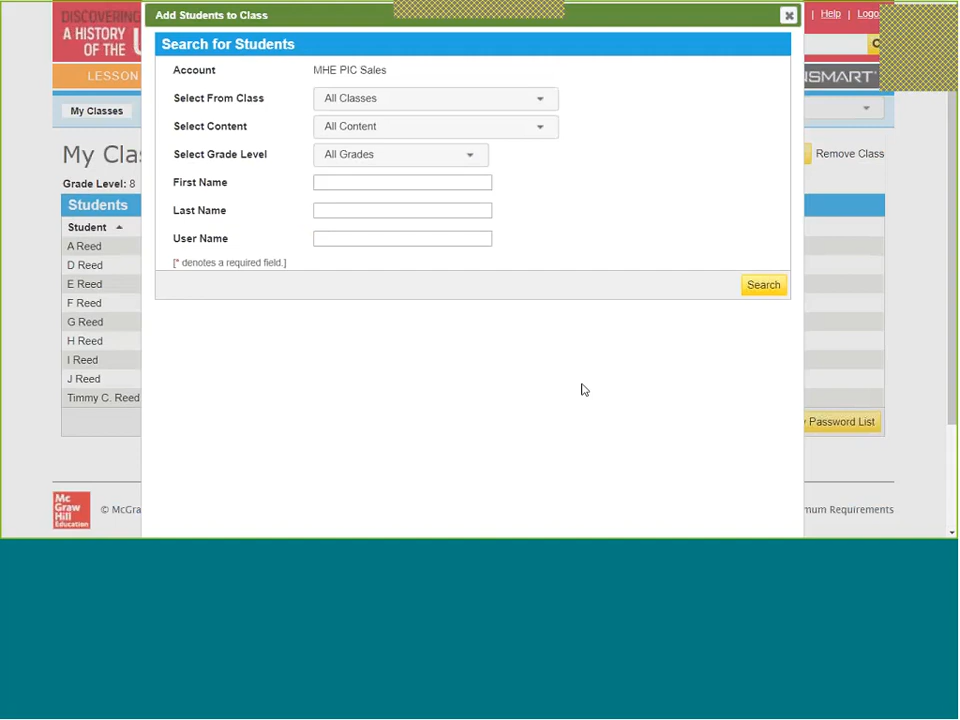 DISCOVERING
A HISTORY
OF THE U
Add Students to Class
Help | Logo
LESSON
NSMART
Search for Students
Account MHE PIC Sales
Select From Class All Classes
Select Content All Content
Select Grade Level All Grades
First Name
Last Name
User Name
[* denotes a required field.]
Search
My Classes
My Cla
Remove Class
Grade Level: 8
Students
Student
A Reed
D Reed
E Reed
F Reed
G Reed
H Reed
I Reed
J Reed
Timmy C. Reed
Password List
Mc
Graw
Hill
Education
© McGra
mum Requirements